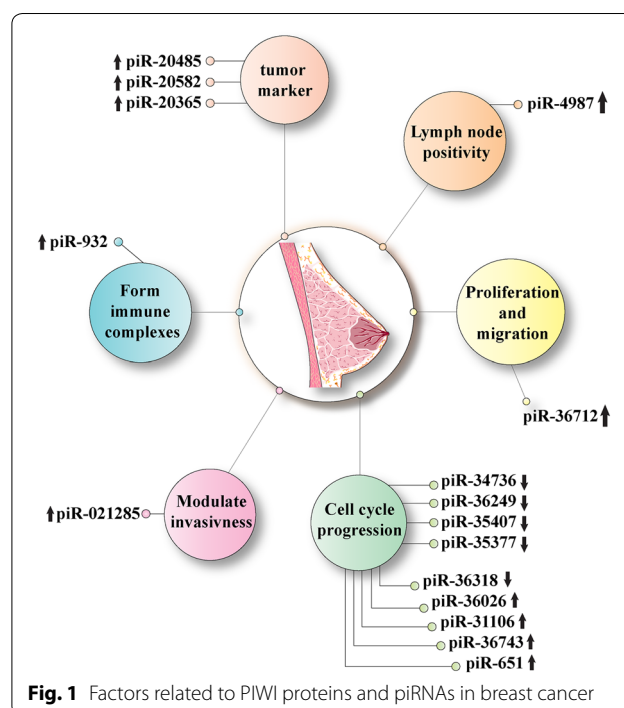 ↑ piR-20485
↑ piR-20582
↑ piR-20365
tumor
marker
piR-4987 ↑
Lymph node
positivity
↑ piR-932
Form
immune
complexes
Proliferation
and
migration
piR-36712 ↑
↑ piR-021285
Modulate
invasivness
Cell cycle
progression
piR-34736 ↓
piR-36249 ↓
piR-35407 ↓
piR-35377 ↓
piR-36318 ↓
piR-36026 ↑
piR-31106 ↑
piR-36743 ↑
piR-651 ↑
Fig. 1 Factors related to PIWI proteins and piRNAs in breast cancer